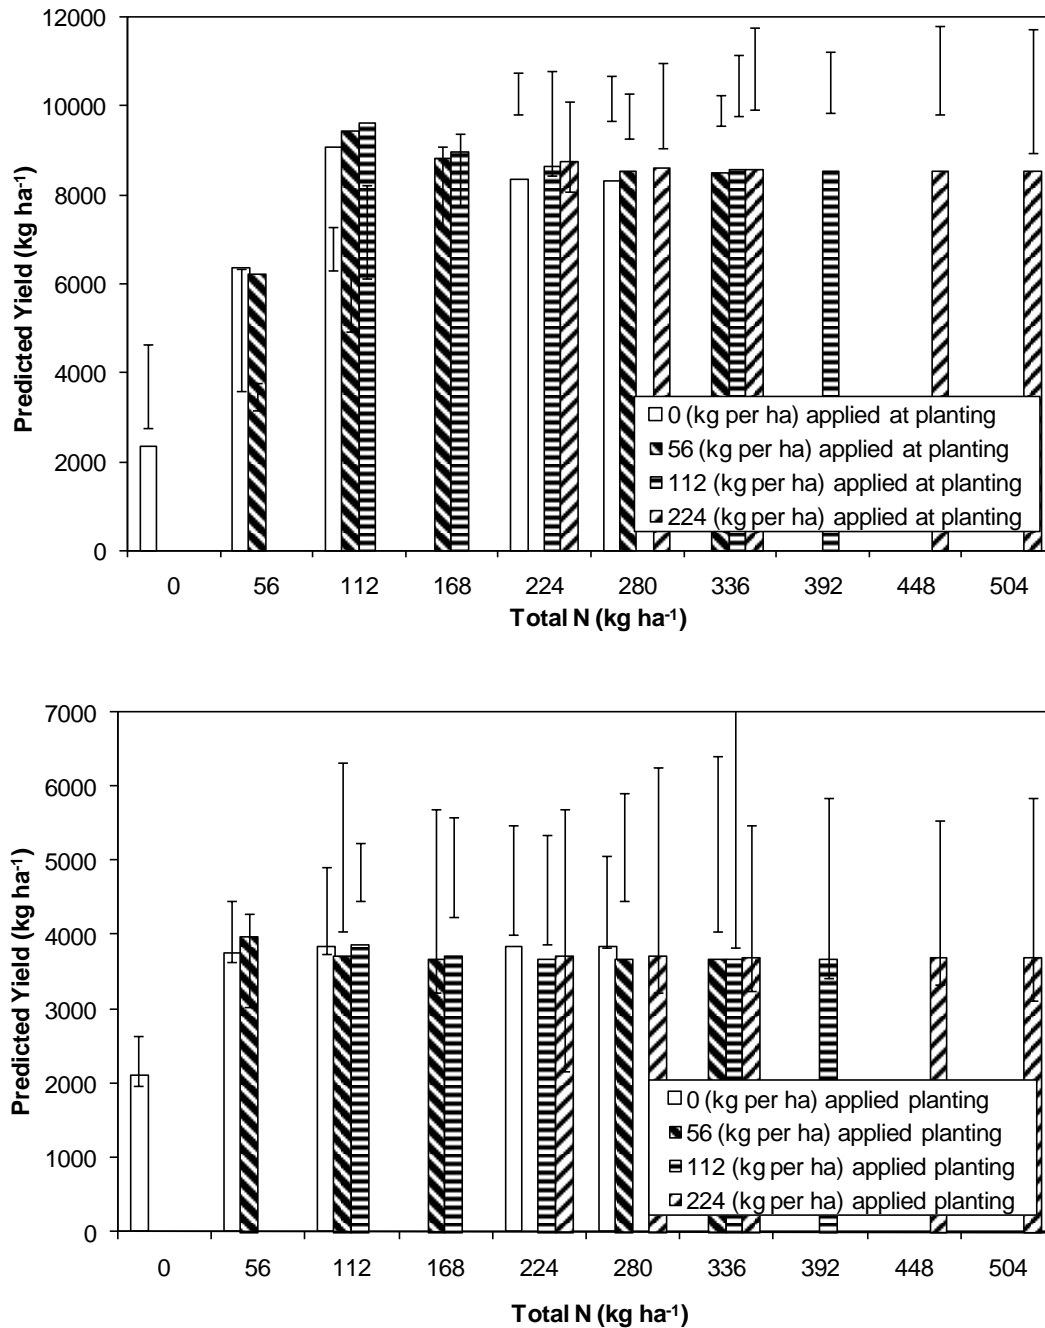 12000
10000
8000
6000
4000
2000
0
Predicted Yield (kg ha⁻¹)
0 (kg per ha) applied at planting
56 (kg per ha) applied at planting
112 (kg per ha) applied at planting
224 (kg per ha) applied at planting
0 56 112 168 224 280 336 392 448 504
Total N (kg ha⁻¹)
7000
6000
5000
4000
3000
2000
1000
0
Predicted Yield (kg ha⁻¹)
0 (kg per ha) applied planting
56 (kg per ha) applied planting
112 (kg per ha) applied planting
224 (kg per ha) applied planting
0 56 112 168 224 280 336 392 448 504
Total N (kg ha⁻¹)